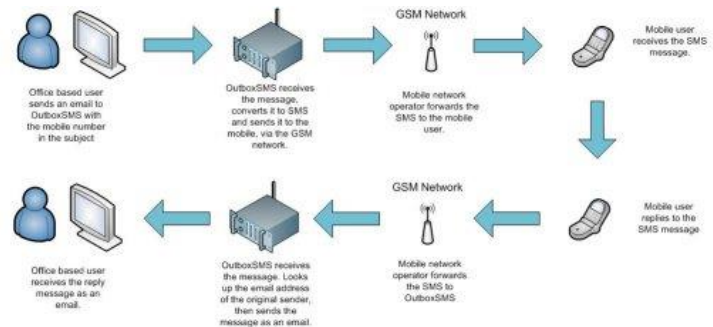 GSM Network
Office based user
sends an email to
OutboxSMS with
the mobile number
in the subject
OutboxSMS receives
the message,
converts it to SMS
and sends it to the
mobile, via the GSM
network.
Mobile network
operator forwards the
SMS to the mobile
user.
Mobile user
receives the SMS
message.
Mobile user
replies to the
SMS message
GSM Network
Mobile network
operator forwards
the SMS to
OutboxSMS
OutboxSMS receives
the message. Looks
up the email address
of the original sender,
then sends the
message as an email.
Office based user
receives the reply
message as an
email.